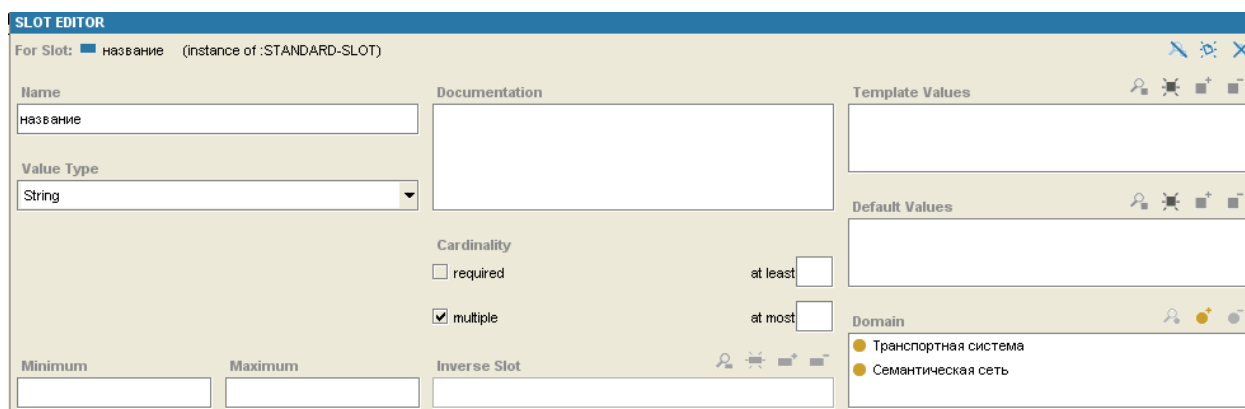 SLOT EDITOR
For Slot: название (instance of :STANDARD-SLOT)
Name
название
Value Type
String
Minimum
Maximum
Documentation
Cardinality
required
at least
multiple
at most
Inverse Slot
Template Values
Default Values
Domain
Транспортная система
Семантическая сеть